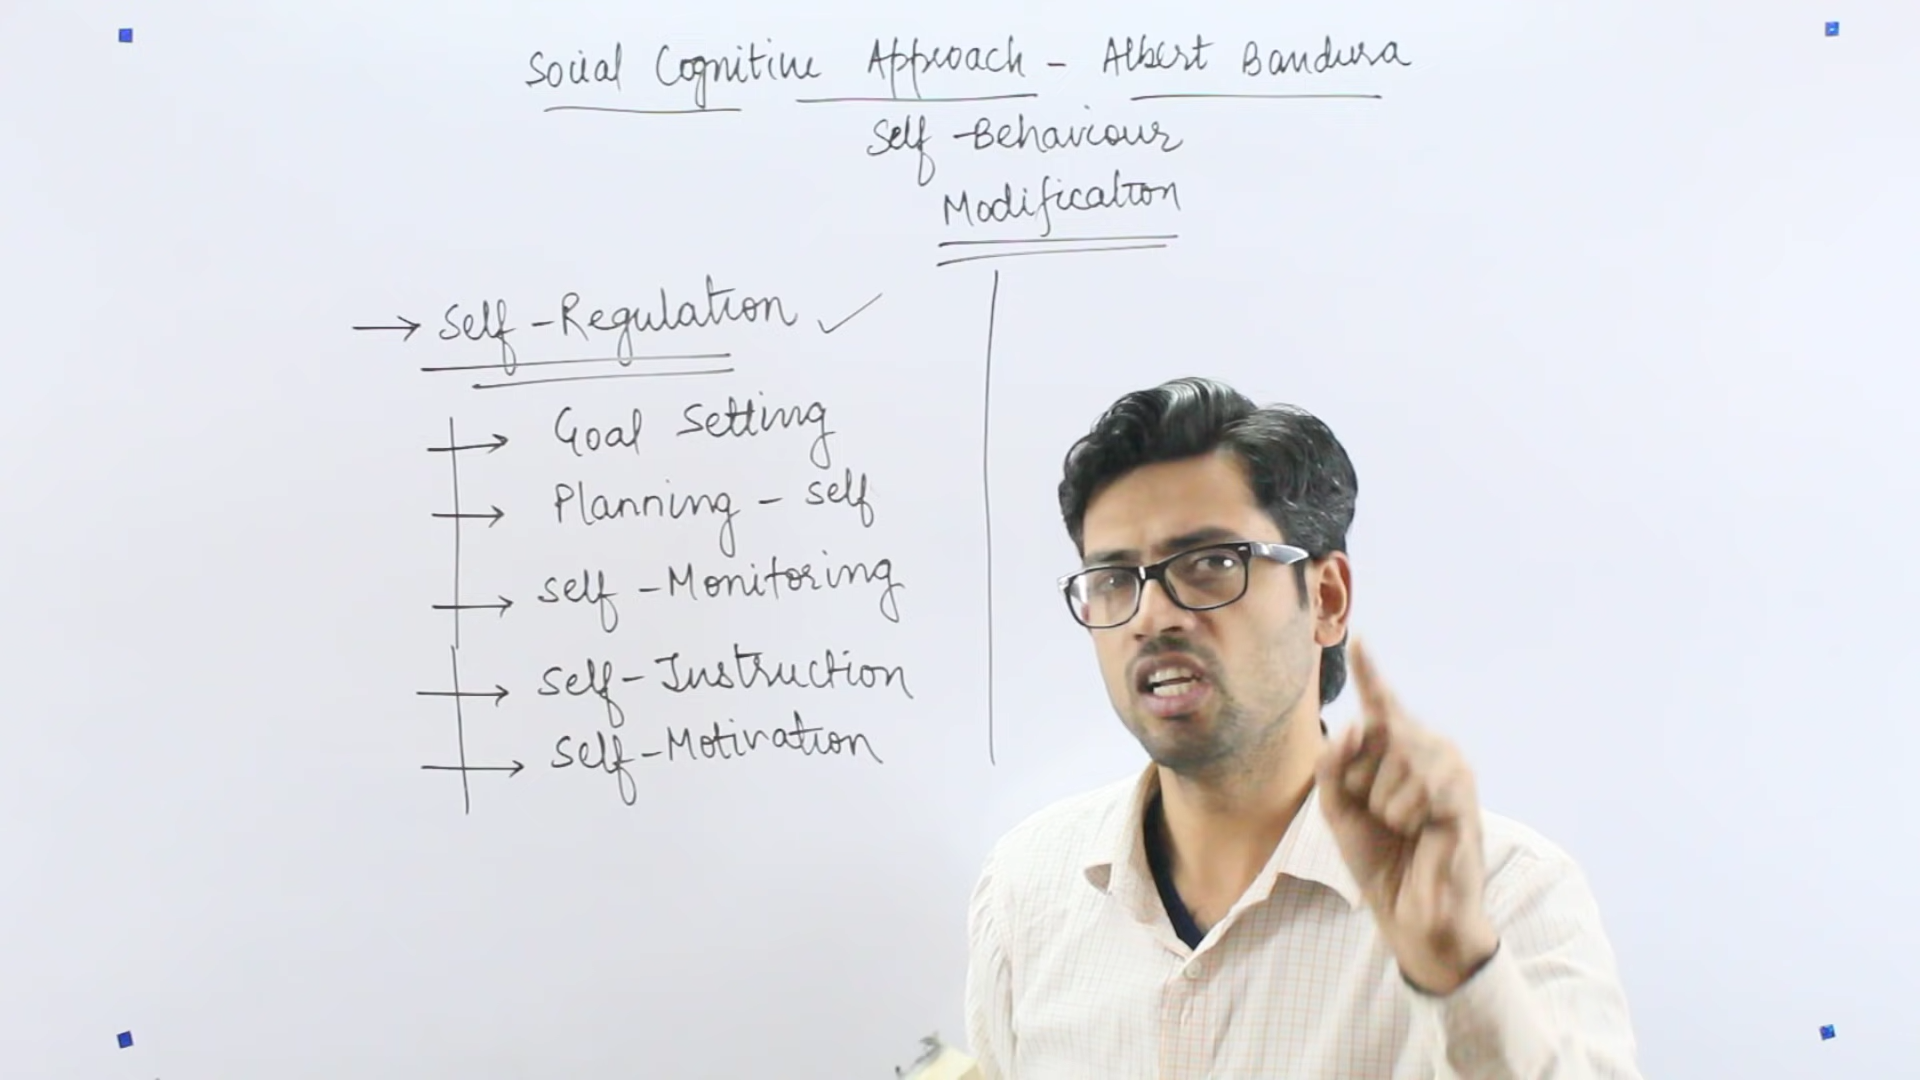 Social Cognitive Approach - Albert Bandura
Self-Behaviour
Modification
→ Self-Regulation ✓
→ Goal Setting
→ Planning - self
→ self-Monitoring
→ self-Instruction
→ self-Motivation